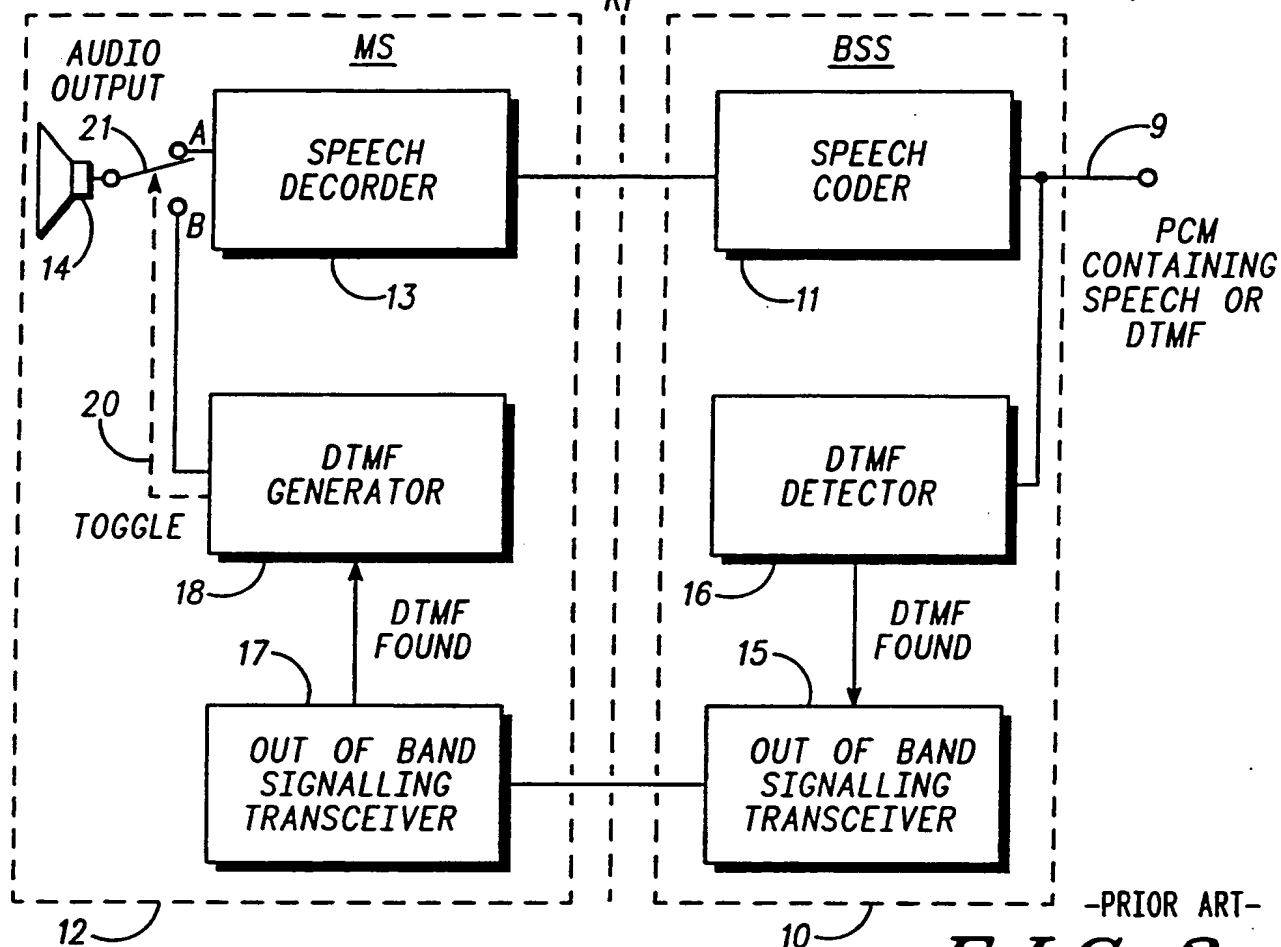 AUDIO
OUTPUT
MS
BSS
21
A
B
14
SPEECH
DECORDER
13
SPEECH
CODER
11
9
PCM
CONTAINING
SPEECH OR
DTMF
20
TOGGLE
DTMF
GENERATOR
18
DTMF
DETECTOR
16
DTMF
FOUND
DTMF
FOUND
17
15
OUT OF BAND
SIGNALLING
TRANSCEIVER
OUT OF BAND
SIGNALLING
TRANSCEIVER
12
10
-PRIOR ART-